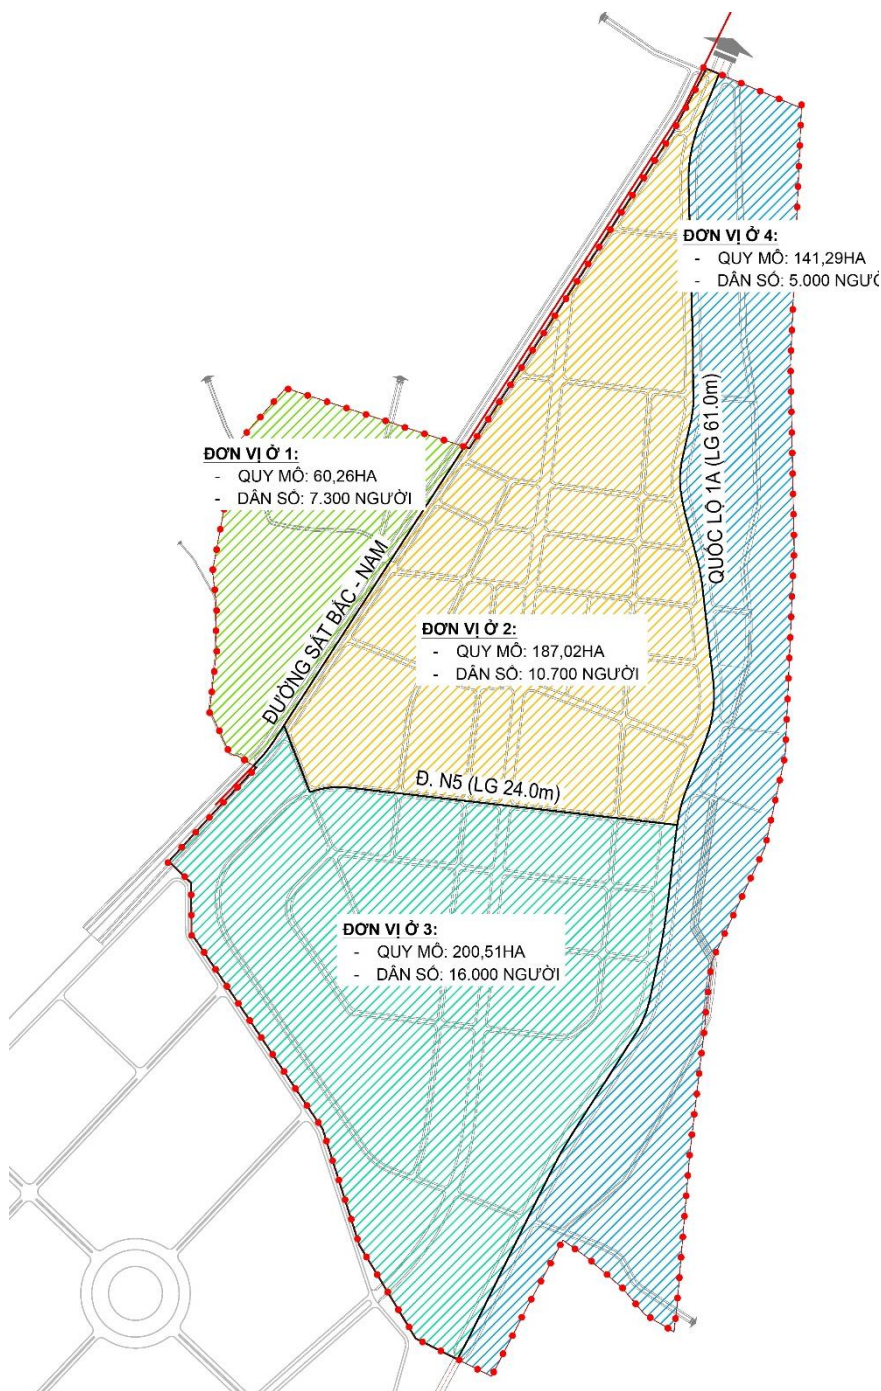 ĐƠN VỊ Ở 4:
- QUY MÔ: 141,29HA
- DÂN SỐ: 5.000 NGƯỜ
QUỐC LỘ 1A (LG 61.0m)
ĐƠN VỊ Ở 1:
- QUY MÔ: 60,26HA
- DÂN SỐ: 7.300 NGƯỜI
ĐƯỜNG SẮT BẮC - NAM
ĐƠN VỊ Ở 2:
- QUY MÔ: 187,02HA
- DÂN SỐ: 10.700 NGƯỜI
Đ. N5 (LG 24.0m)
ĐƠN VỊ Ở 3:
- QUY MÔ: 200,51HA
- DÂN SỐ: 16.000 NGƯỜI